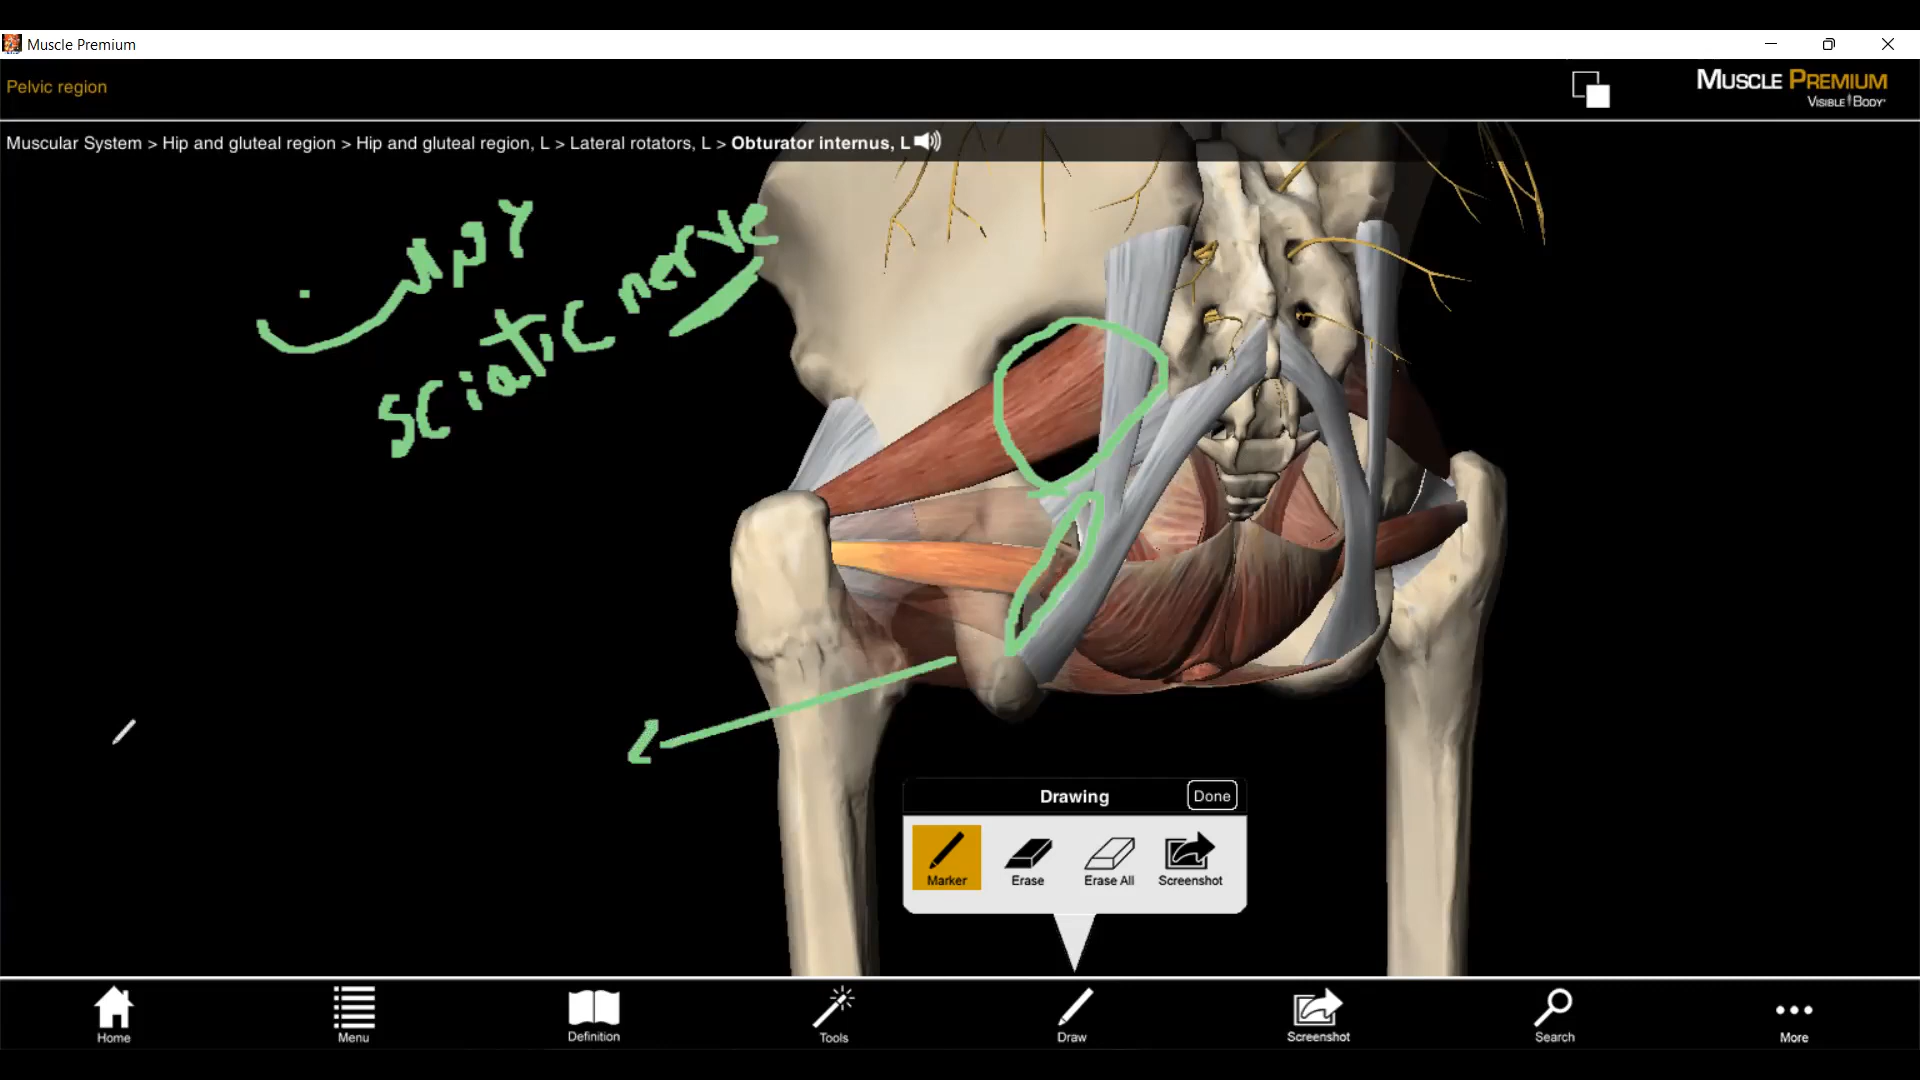 Muscle Premium
Pelvic region
MUSCLE PREMIUM
VISIBLE BODY
Muscular System > Hip and gluteal region > Hip and gluteal region, L > Lateral rotators, L > Obturator internus, L
sciatic nerve
Drawing
Done
Marker
Erase
Erase All
Screenshot
Home
Menu
Definition
Tools
Draw
Screenshot
Search
More